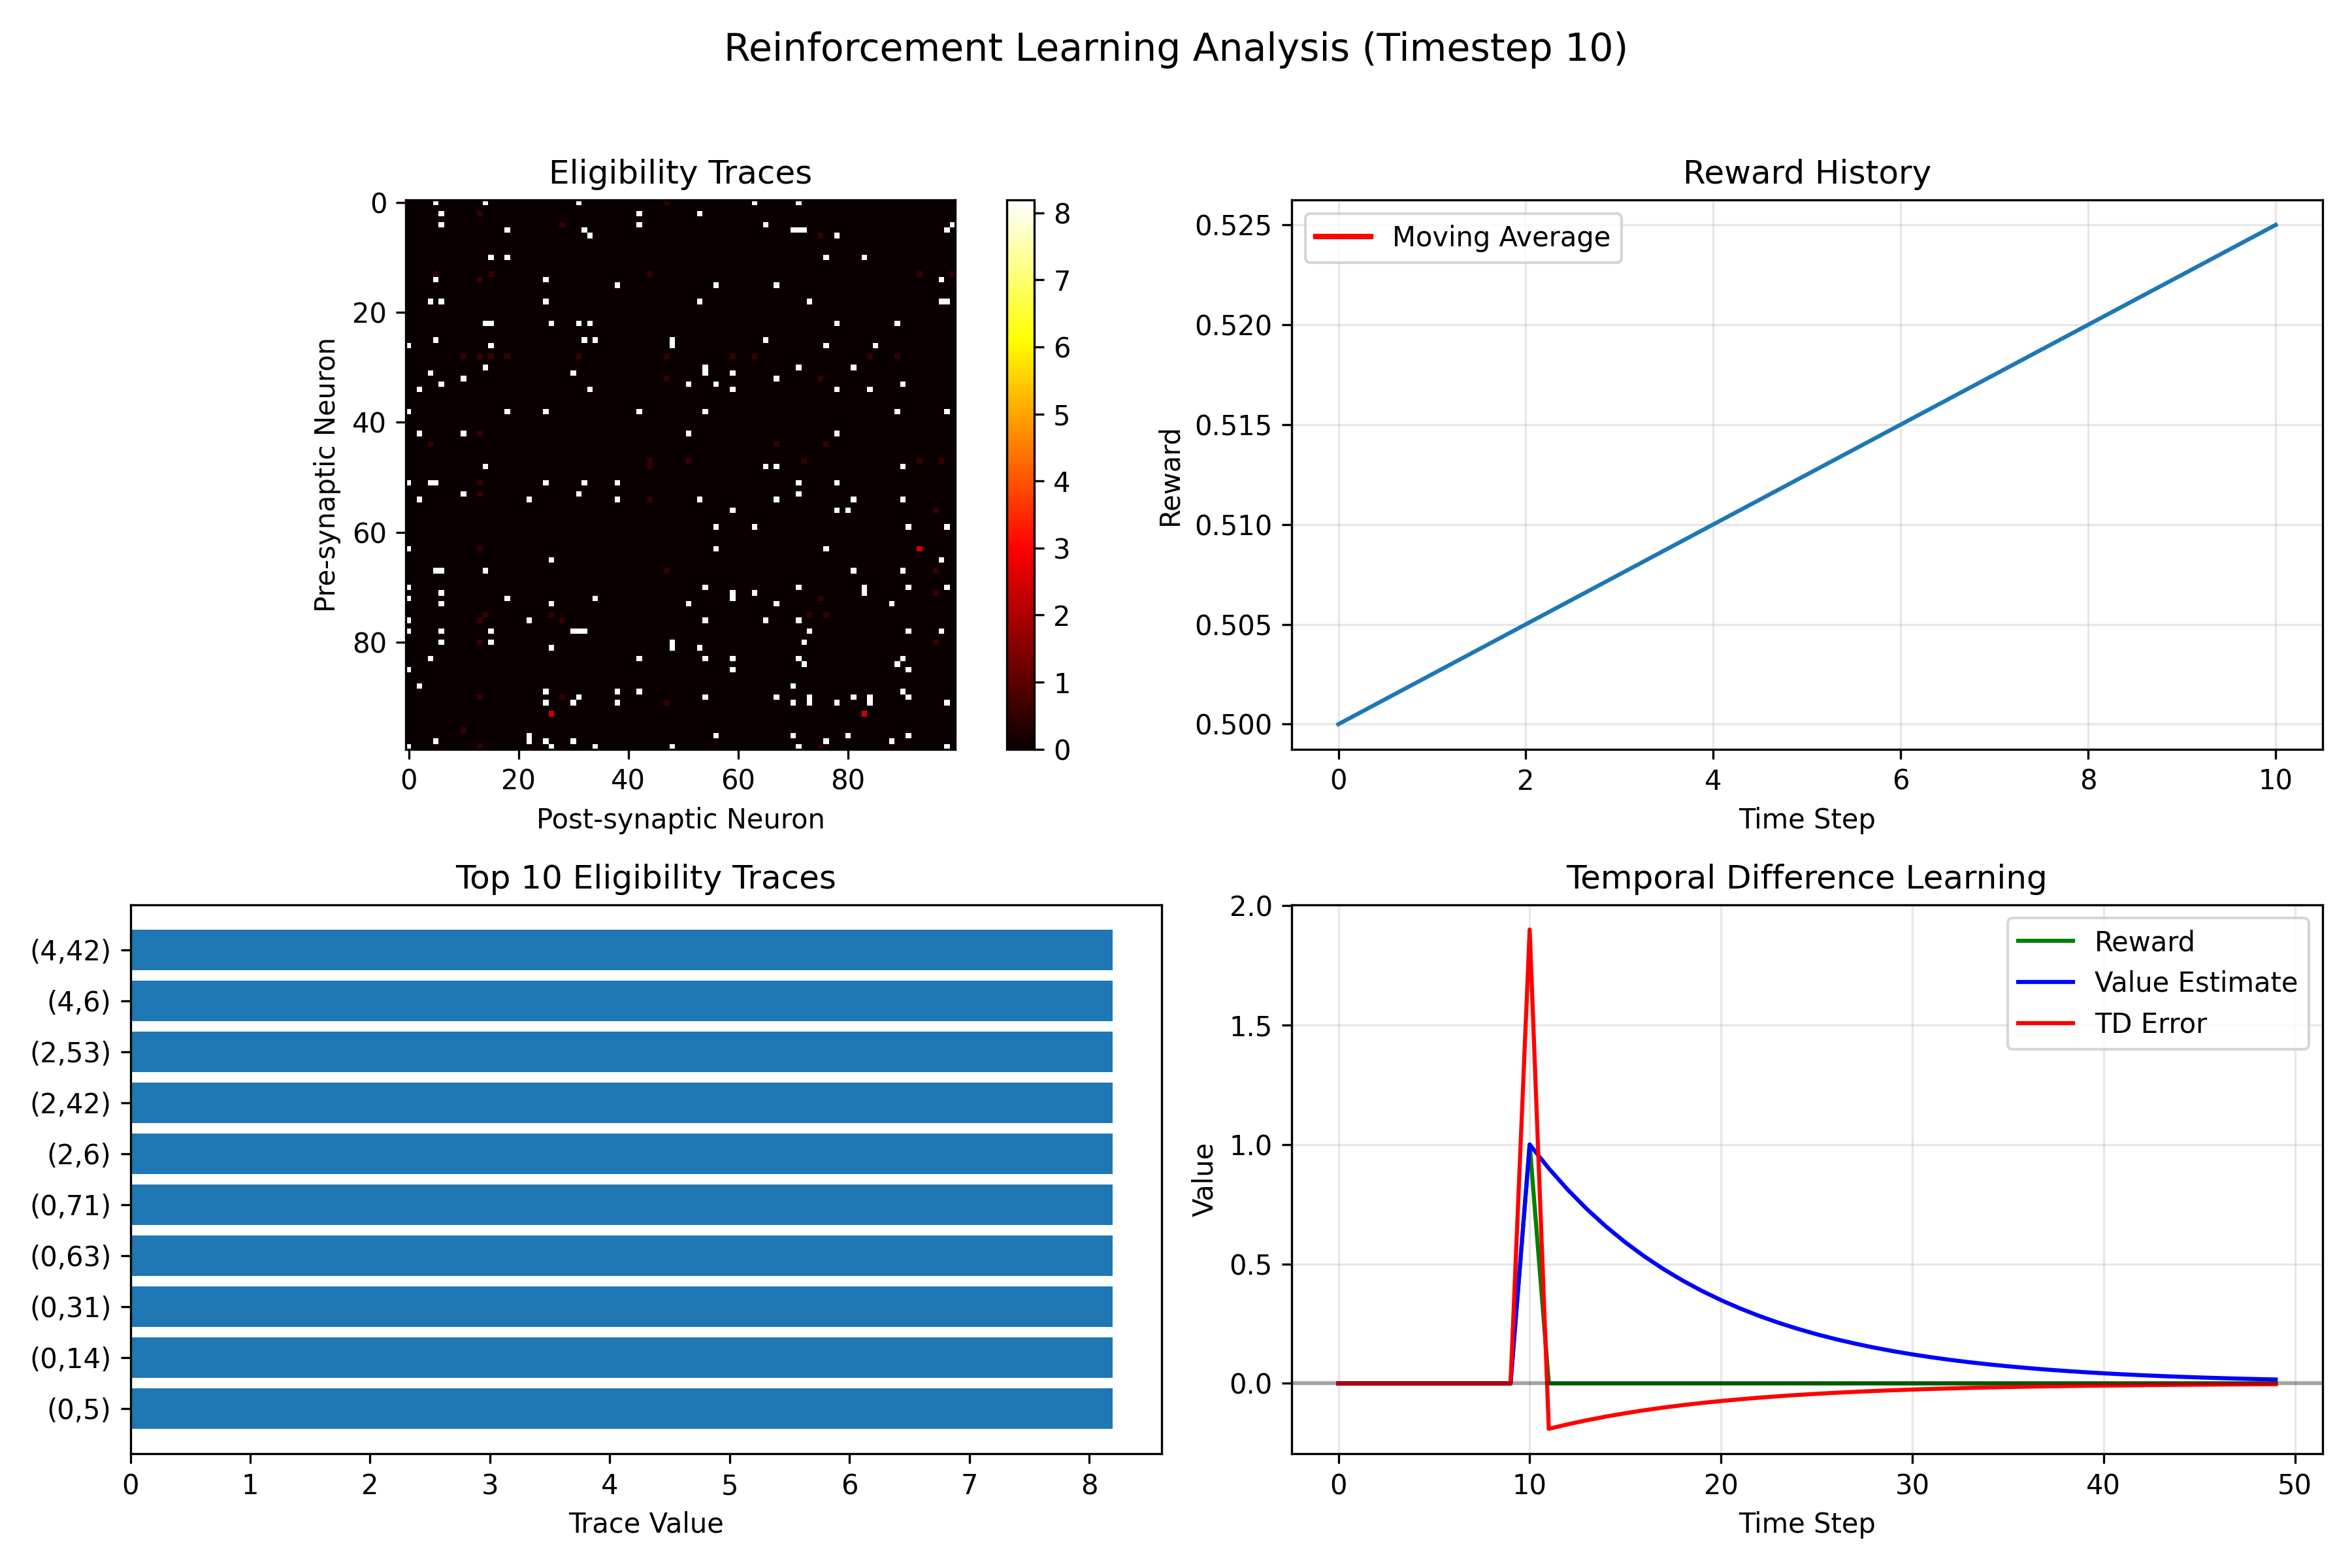 Reinforcement Learning Analysis (Timestep 10)
Eligibility Traces
0
20
40
60
80
Pre-synaptic Neuron
0 20 40 60 80
Post-synaptic Neuron
8
7
6
5
4
3
2
1
0
Reward History
Moving Average
0.525
0.520
0.515
0.510
0.505
0.500
Reward
0 2 4 6 8 10
Time Step
Top 10 Eligibility Traces
(4,42)
(4,6)
(2,53)
(2,42)
(2,6)
(0,71)
(0,63)
(0,31)
(0,14)
(0,5)
0 1 2 3 4 5 6 7 8
Trace Value
Temporal Difference Learning
Reward
Value Estimate
TD Error
2.0
1.5
1.0
0.5
0.0
Value
0 10 20 30 40 50
Time Step